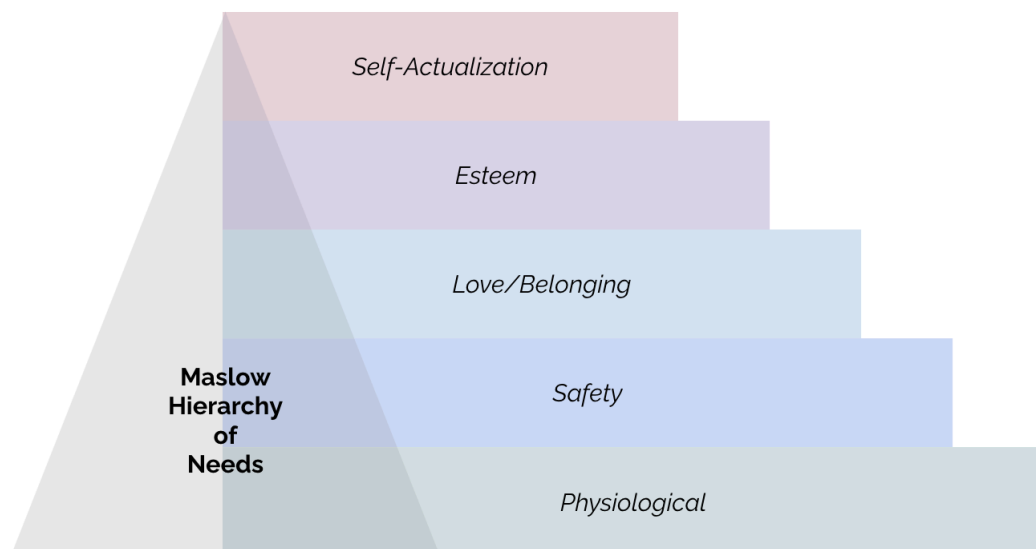 Self-Actualization
Esteem
Love/Belonging
Safety
Physiological
Maslow
Hierarchy
of
Needs